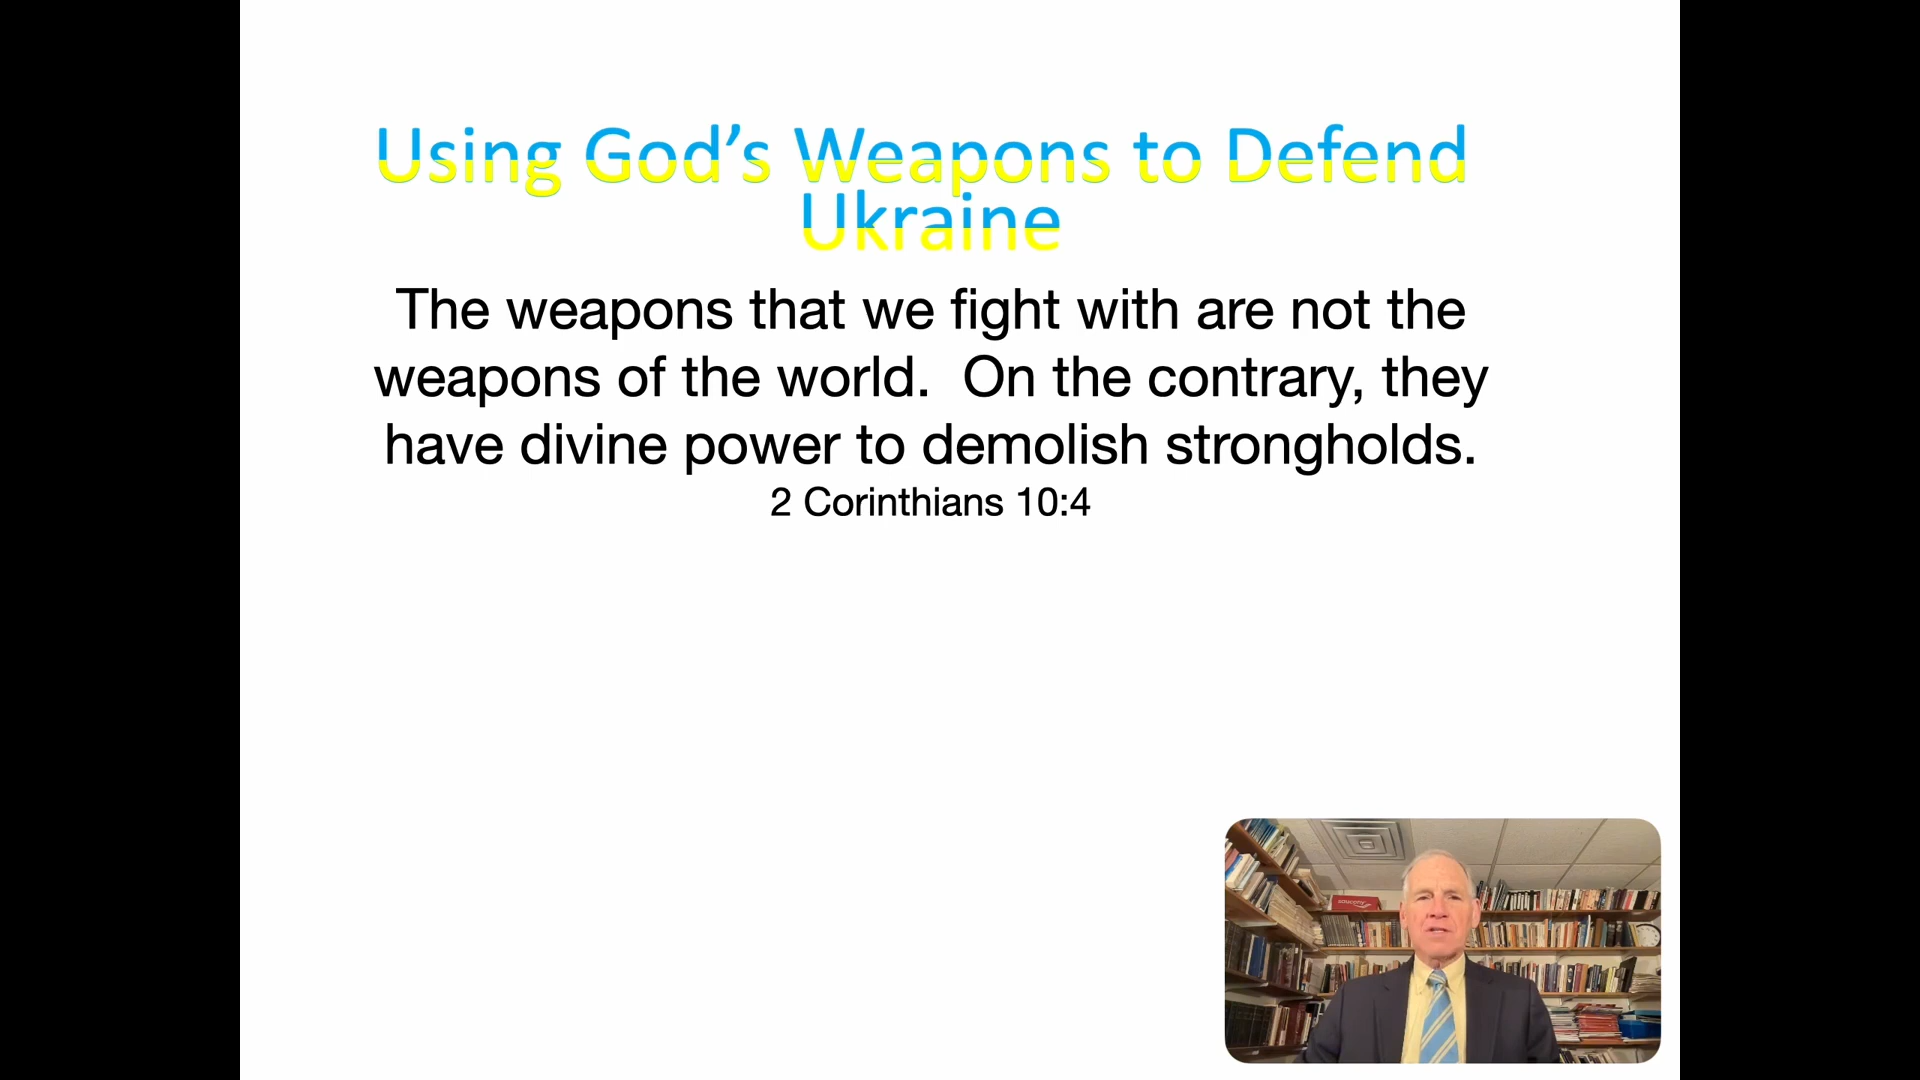 Using God’s Weapons to Defend
Ukraine
The weapons that we fight with are not the
weapons of the world.  On the contrary, they
have divine power to demolish strongholds.
2 Corinthians 10:4
saucony